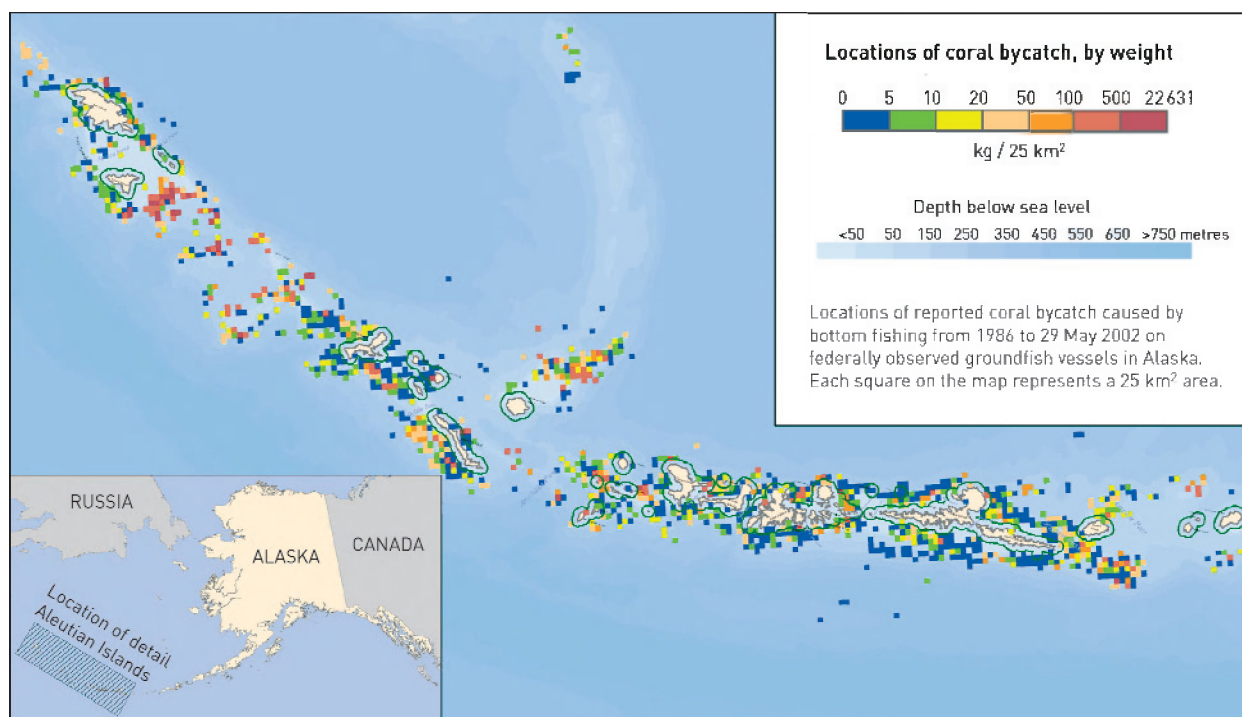 Locations of coral bycatch, by weight
0 5 10 20 50 100 500 22 631
kg / 25 km²
Depth below sea level
<50 50 150 250 350 450 550 650 >750 metres
Locations of reported coral bycatch caused by
bottom fishing from 1986 to 29 May 2002 on
federally observed groundfish vessels in Alaska.
Each square on the map represents a 25 km² area.
RUSSIA
ALASKA
CANADA
Location of detail
Aleutian Islands